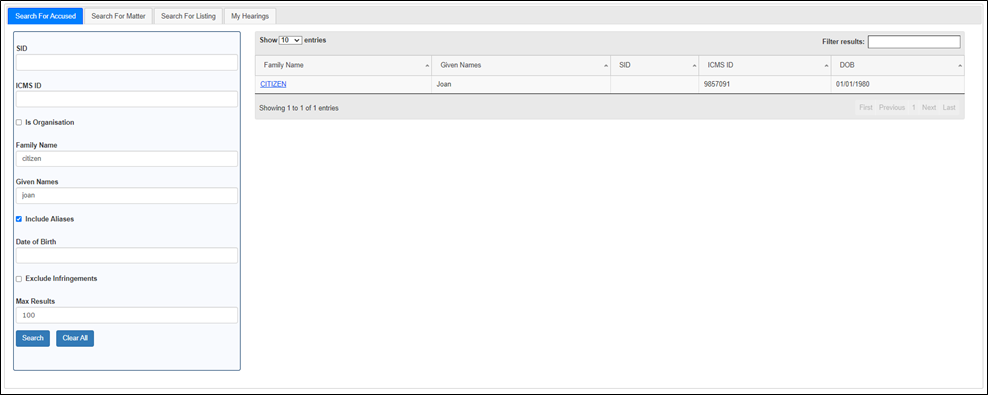 Search For Accused Search For Matter Search For Listing My Hearings
SID
ICMS ID
Is Organisation
Family Name
citizen
Given Names
joan
Include Aliases
Date of Birth
Exclude Infringements
Max Results
100
Search Clear All
Show 10 entries Filter results:
Family Name Given Names SID ICMS ID DOB
CITIZEN Joan 9857091 01/01/1980
Showing 1 to 1 of 1 entries First Previous 1 Next Last